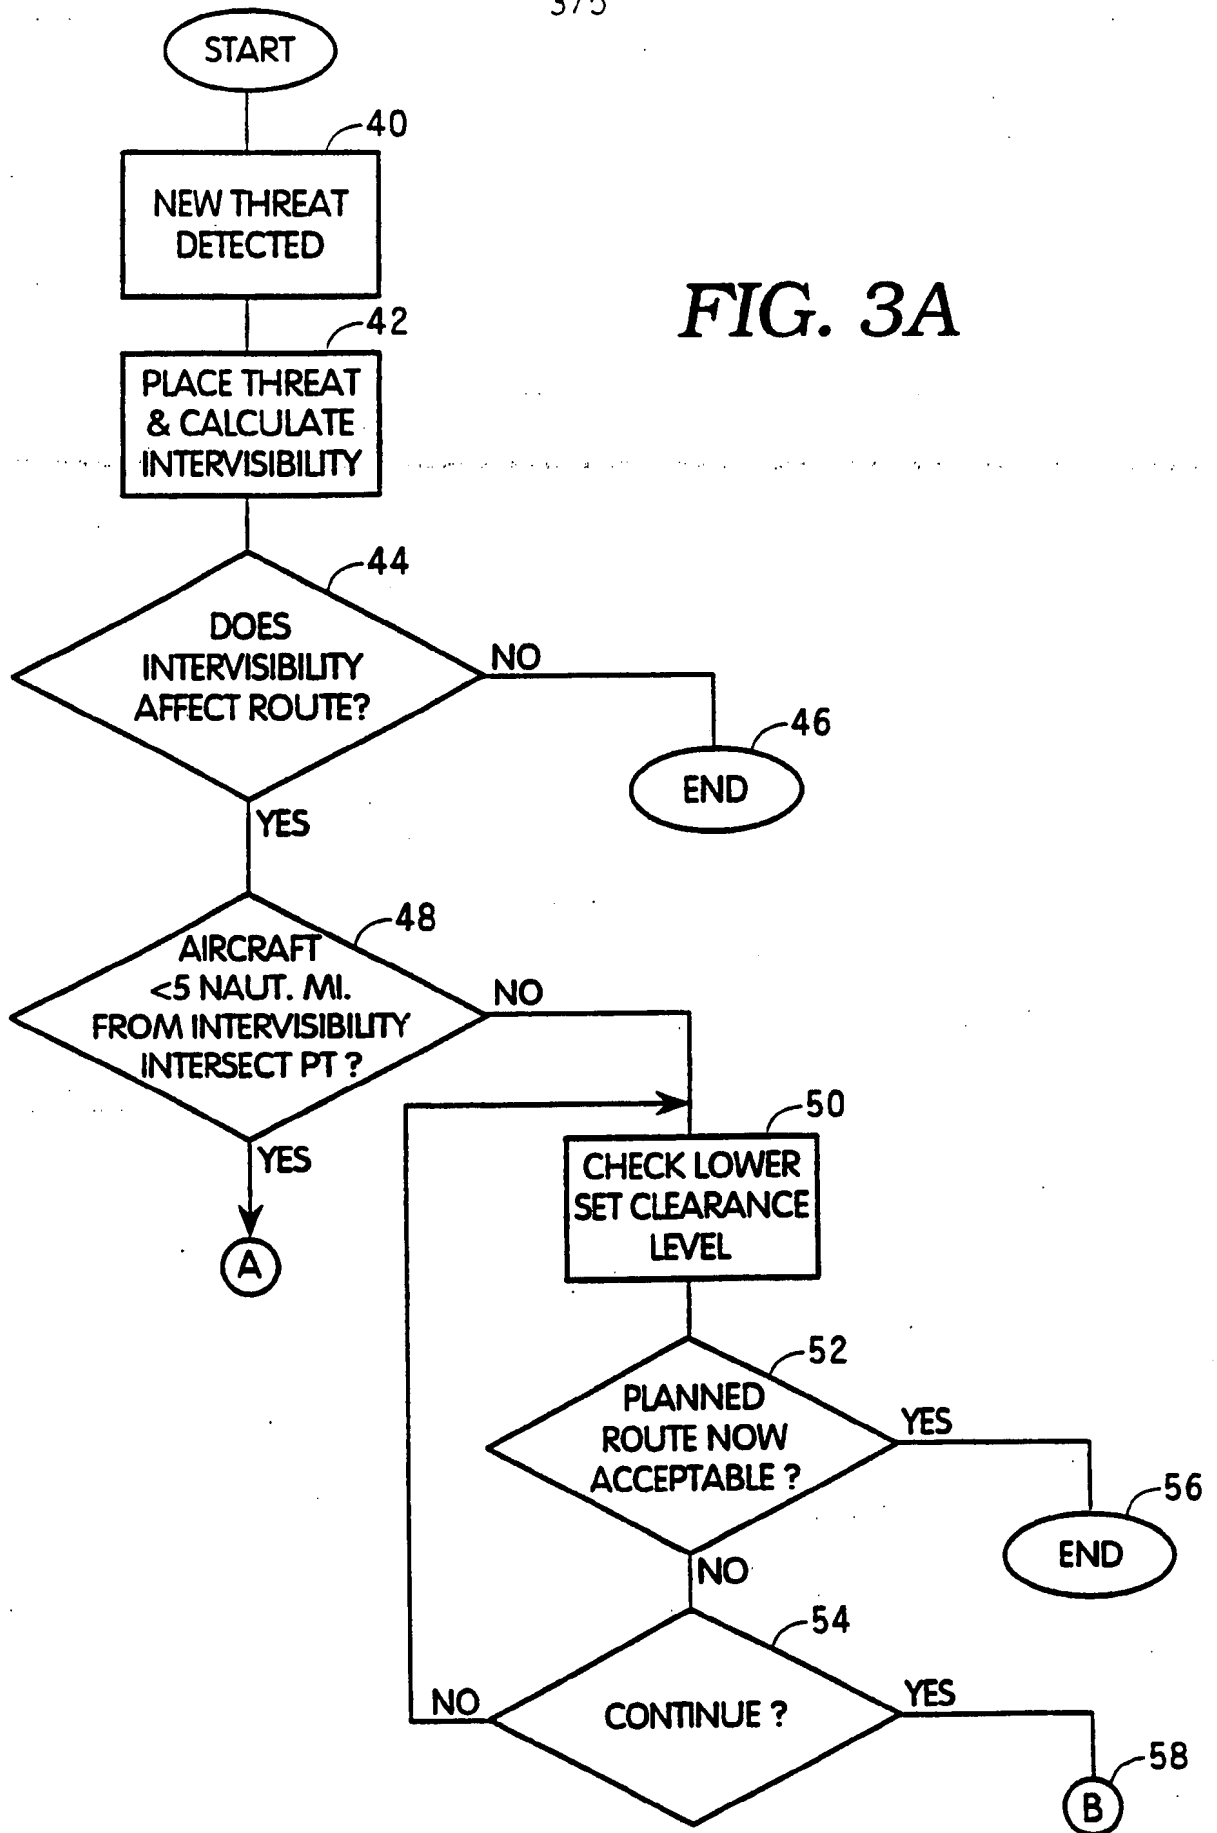 START
40
NEW THREAT
DETECTED
FIG. 3A
42
PLACE THREAT
& CALCULATE
INTERVISIBILITY
44
DOES
INTERVISIBILITY
AFFECT ROUTE?
NO
46
END
YES
48
AIRCRAFT
<5 NAUT. MI.
FROM INTERVISIBILITY
INTERSECT PT ?
NO
YES
A
50
CHECK LOWER
SET CLEARANCE
LEVEL
52
PLANNED
ROUTE NOW
ACCEPTABLE ?
YES
56
END
NO
54
CONTINUE ?
NO
YES
58
B